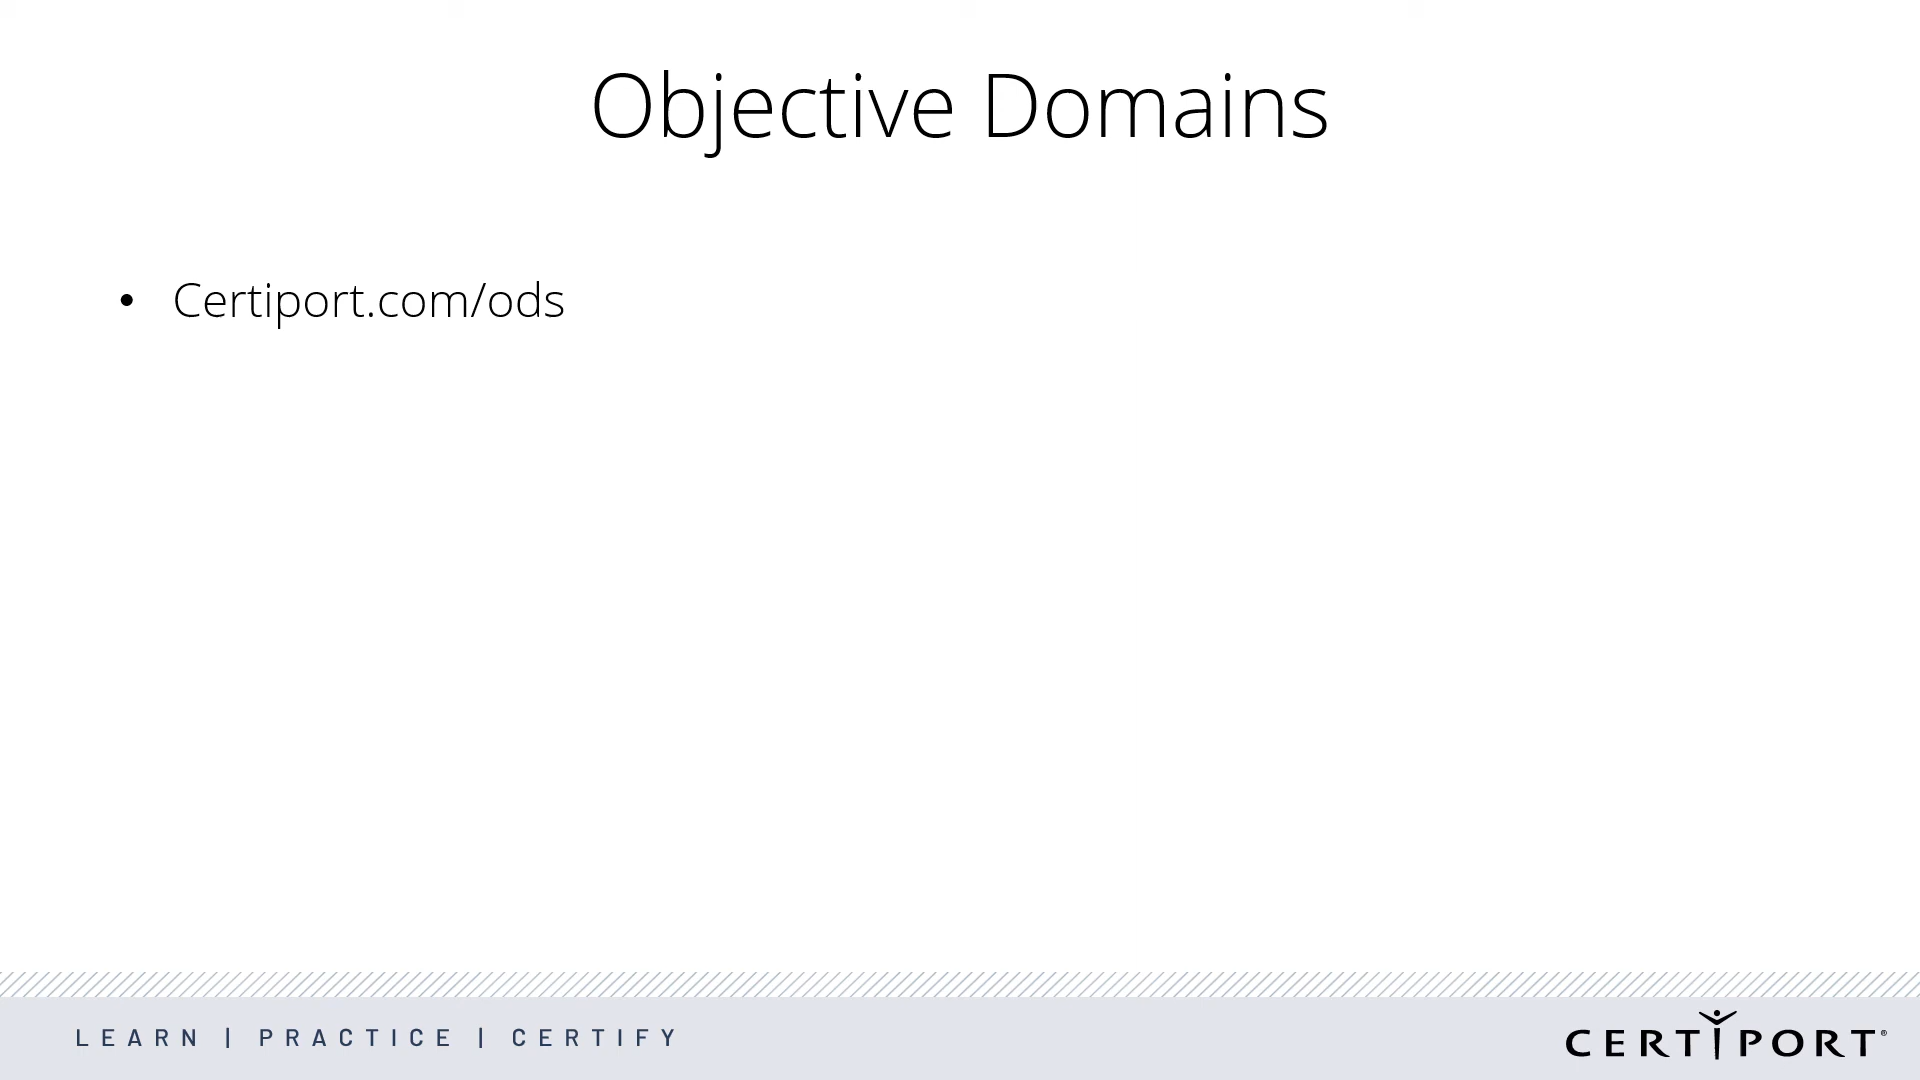 Objective Domains
• Certiport.com/ods
LEARN | PRACTICE | CERTIFY
CERTIPORT®